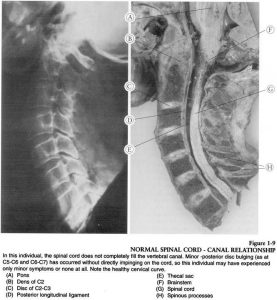 A
B
C
D
E
F
G
H
Figure 1-9
NORMAL SPINAL CORD - CANAL RELATIONSHIP
In this individual, the spinal cord does not completely fill the vertebral canal. Minor -posterior disc bulging (as at
C5-C6 and C6-C7) has occurred without directly impinging on the cord, so this individual may have experienced
only minor symptoms or none at all. Note the healthy cervical curve.
(A) Pons
(B) Dens of C2
(C) Disc of C2-C3
(D) Posterior longitudinal ligament
(E) Thecal sac
(F) Brainstem
(G) Spinal cord
(H) Spinous processes